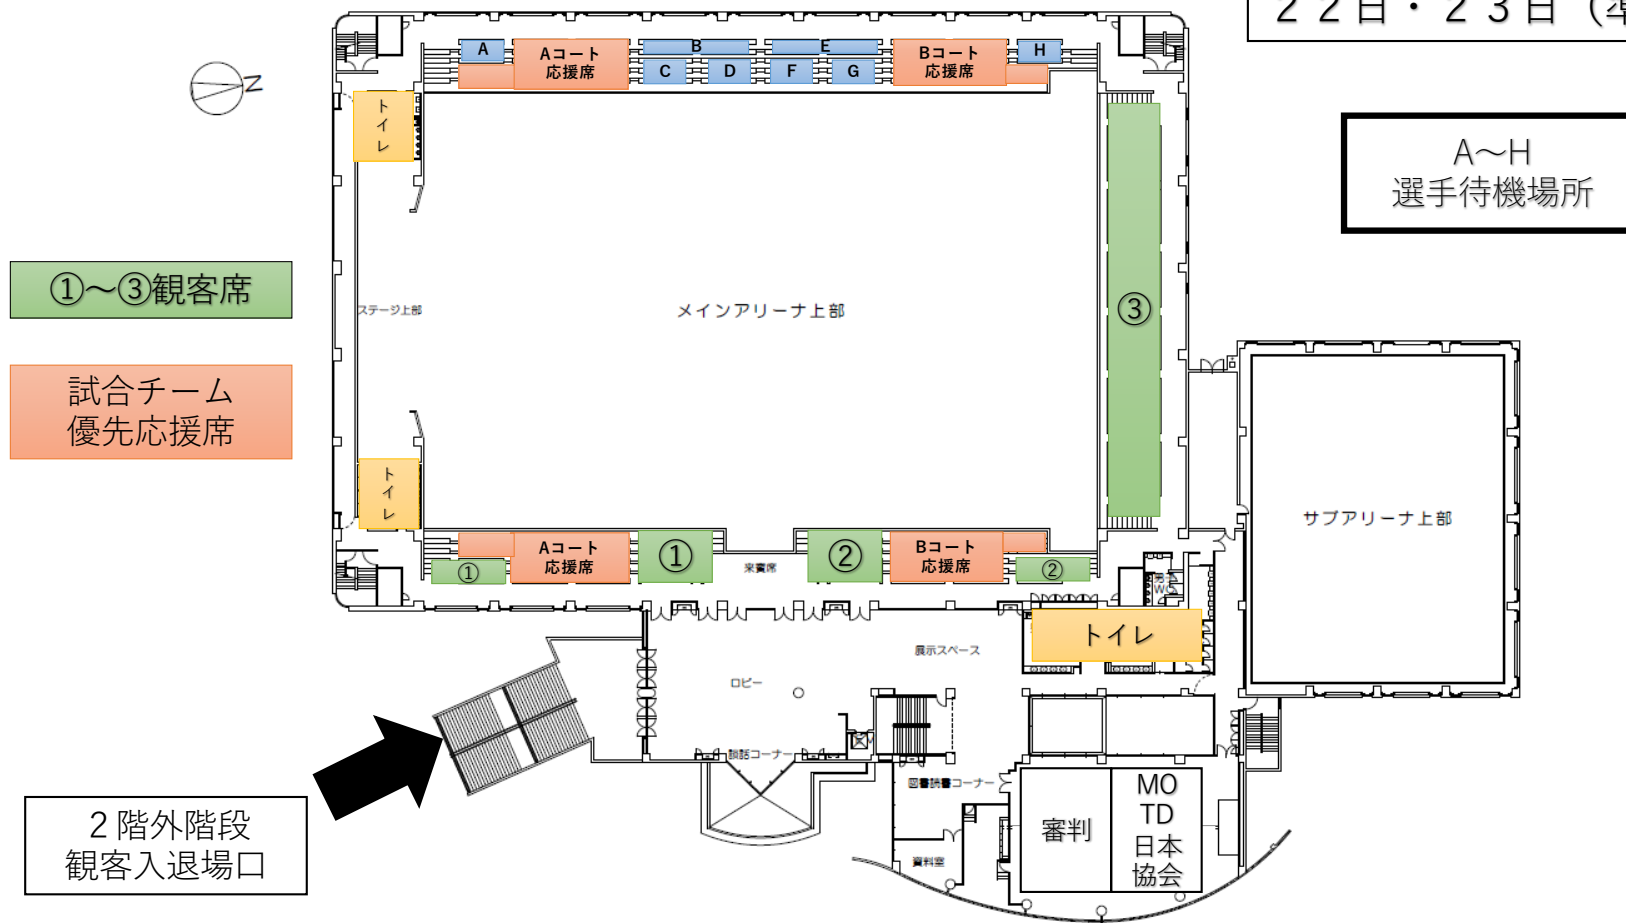 ２２日・２３日（準
A
Aコート
応援席
B
E
C
D
F
G
Bコート
応援席
H
N
トイレ
A～H
選手待機場所
①～③観客席
ステージ上部
メインアリーナ上部
③
試合チーム
優先応援席
トイレ
サブアリーナ上部
①
Aコート
応援席
①
来賓席
②
Bコート
応援席
②
男子
WC
トイレ
展示スペース
ロビー
談話コーナー
図書読書コーナー
資料室
審判
MO
TD
日本
協会
２階外階段
観客入退場口